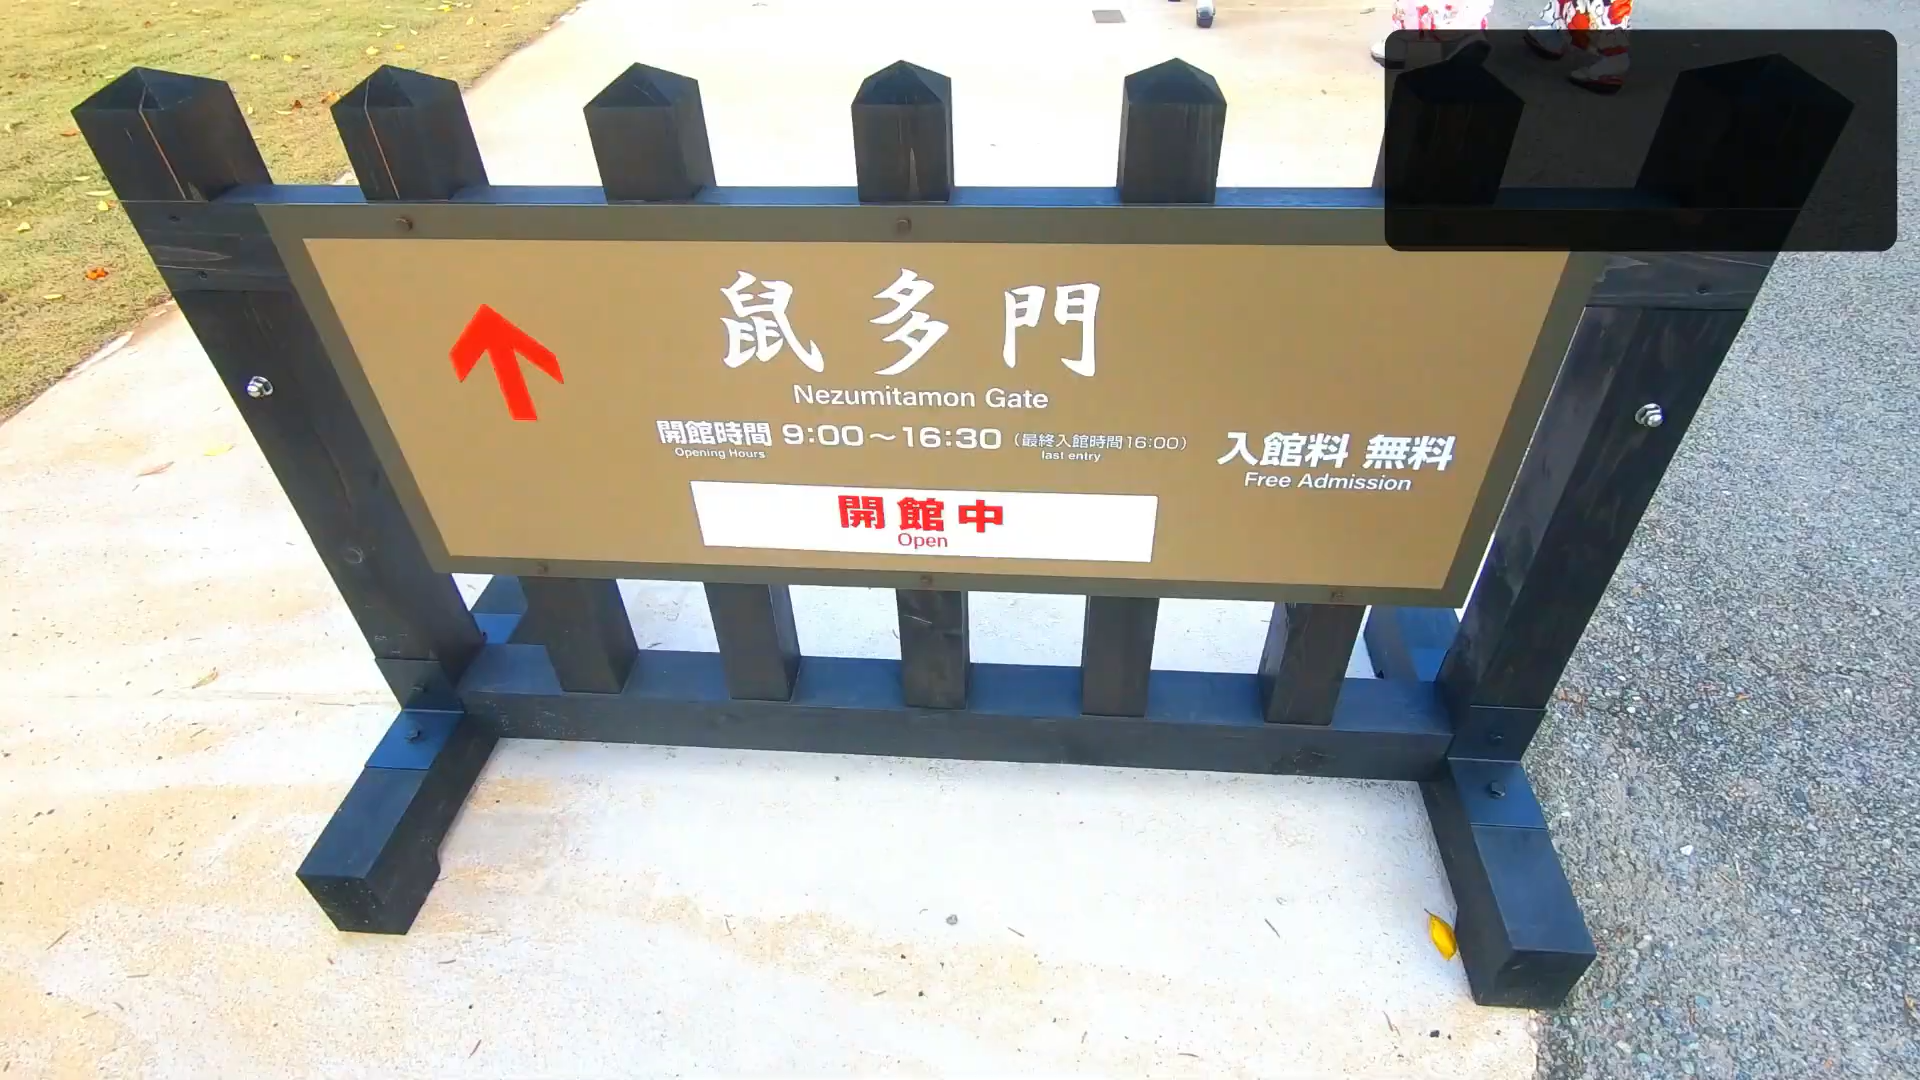 鼠多門
Nezumitamon Gate
開館時間 9:00～16:30（最終入館時間16:00）
Opening Hours last entry
入館料 無料
Free Admission
開館中
Open